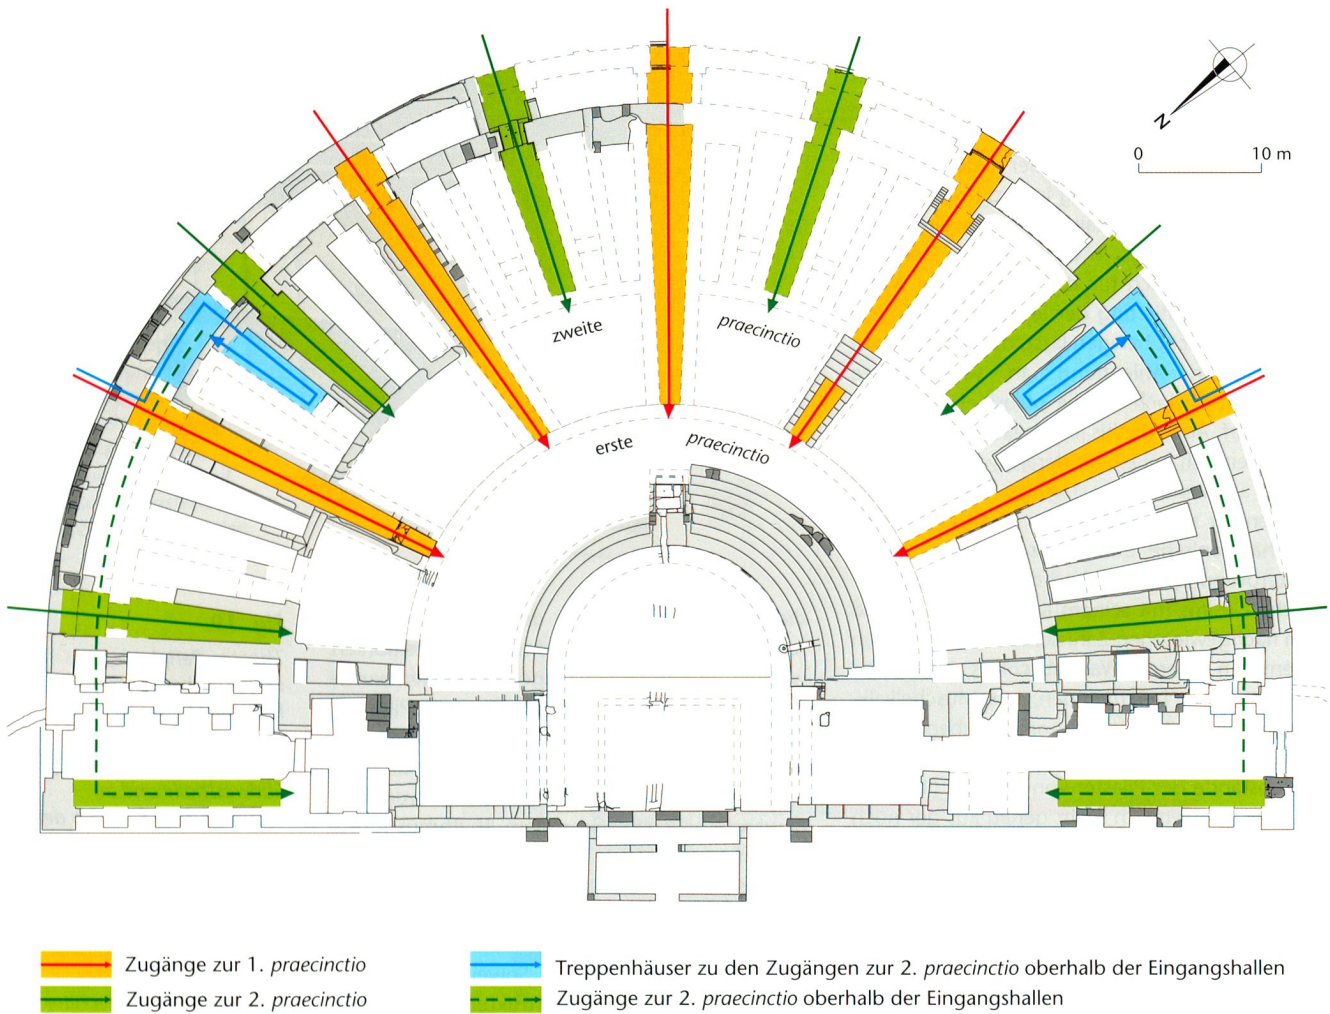 N
0 10 m
zweite praecinctio
erste praecinctio
Zugänge zur 1. praecinctio
Zugänge zur 2. praecinctio
Treppenhäuser zu den Zugängen zur 2. praecinctio oberhalb der Eingangshallen
Zugänge zur 2. praecinctio oberhalb der Eingangshallen